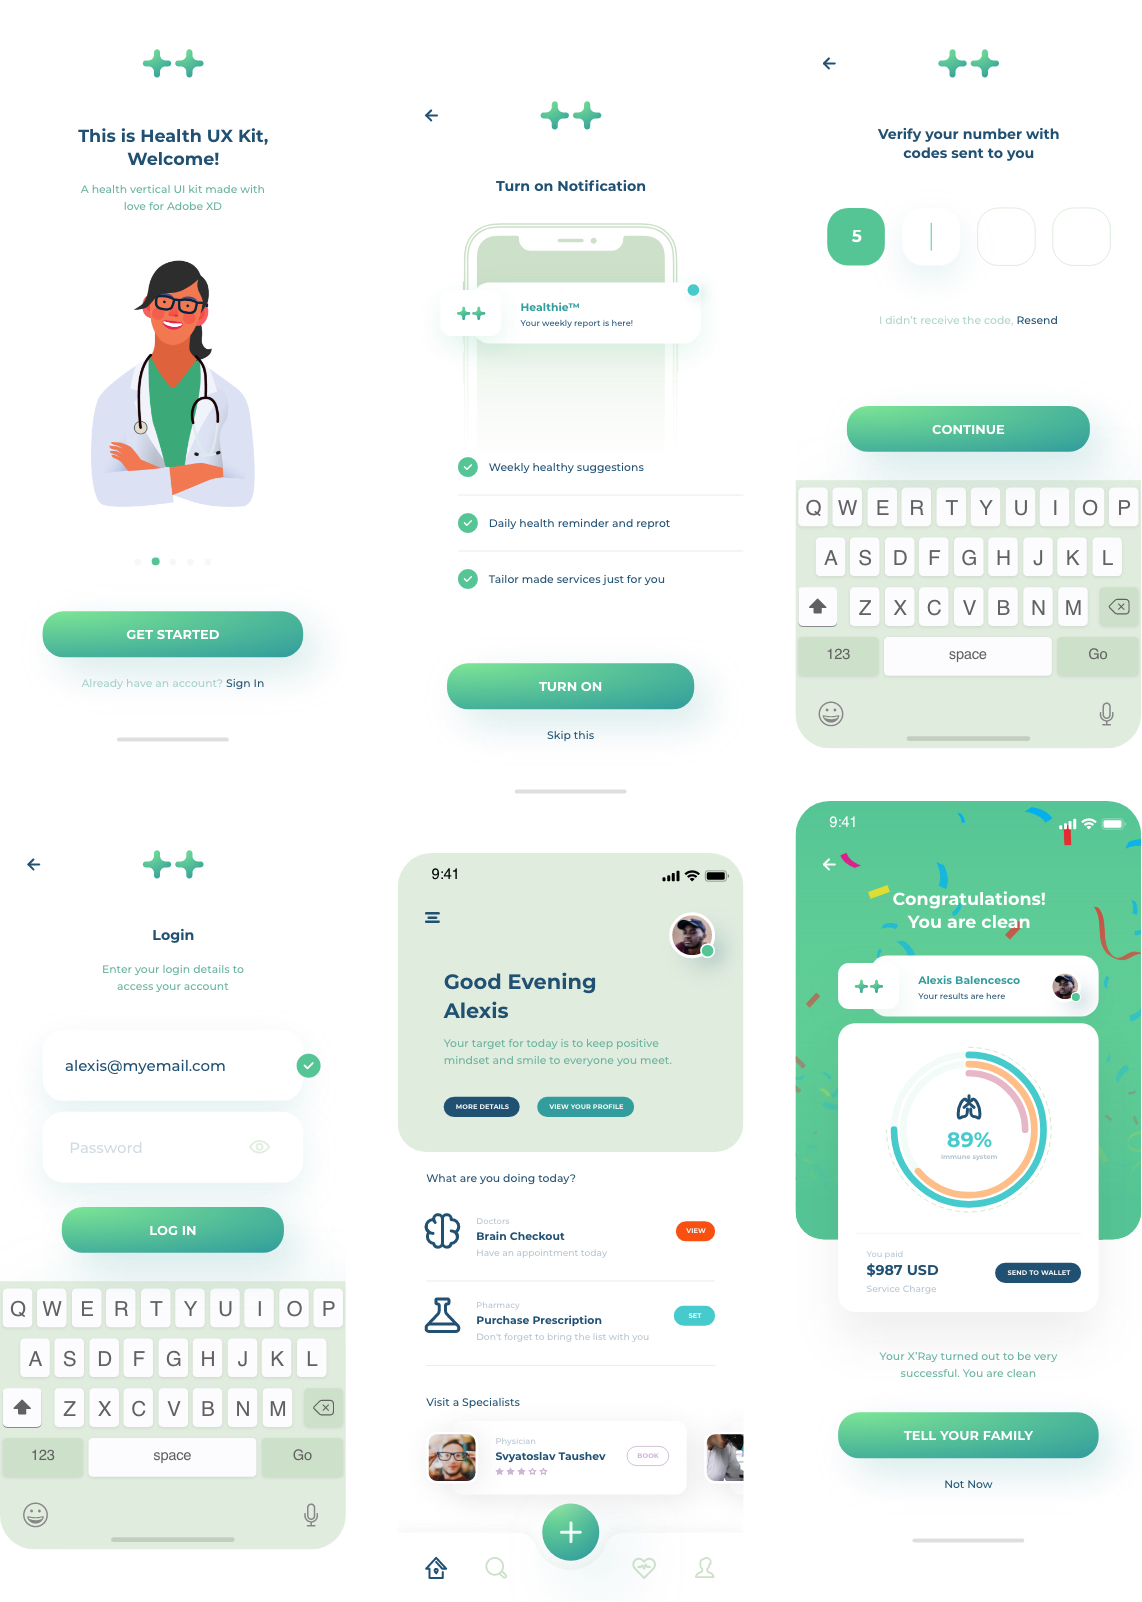 This is Health UX Kit,
Welcome!
A health vertical UI kit made with
love for Adobe XD
GET STARTED
Already have an account? Sign In
Turn on Notification
Healthie™
Your weekly report is here!
Weekly healthy suggestions
Daily health reminder and reprot
Tailor made services just for you
TURN ON
Skip this
Verify your number with
codes sent to you
5
I didn't receive the code, Resend
CONTINUE
Q W E R T Y U I O P
A S D F G H J K L
Z X C V B N M
123 space Go
Login
Enter your login details to
access your account
alexis@myemail.com
Password
LOG IN
Q W E R T Y U I O P
A S D F G H J K L
Z X C V B N M
123 space Go
9:41
Good Evening
Alexis
Your target for today is to keep positive
mindset and smile to everyone you meet.
MORE DETAILS VIEW YOUR PROFILE
What are you doing today?
Doctors
Brain Checkout
Have an appointment today
VIEW
Pharmacy
Purchase Prescription
Don't forget to bring the list with you
SET
Visit a Specialists
Physician
Svyatoslav Taushev
BOOK
9:41
Congratulations!
You are clean
Alexis Balencesco
Your results are here
89%
Immune system
You paid
$987 USD
Service Charge
SEND TO WALLET
Your X'Ray turned out to be very
successful. You are clean
TELL YOUR FAMILY
Not Now